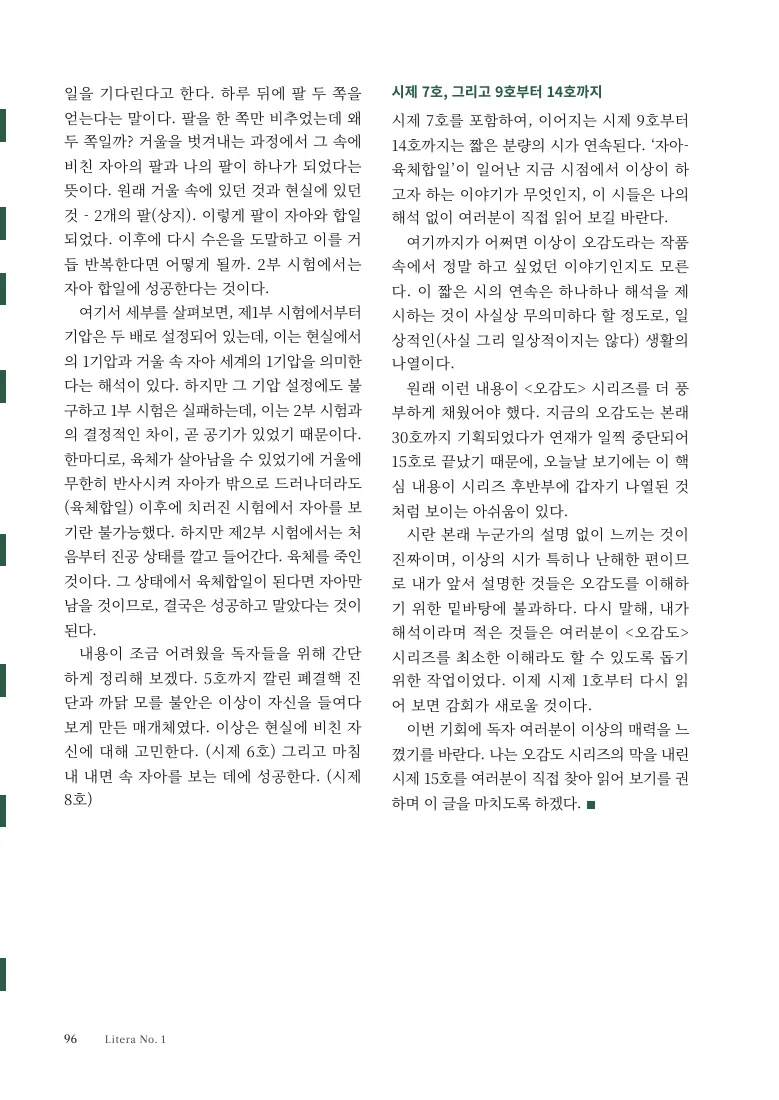 일을 기다린다고 한다. 하루 뒤에 팔 두 쪽을
얻는다는 말이다. 팔을 한 쪽만 비추었는데 왜
두 쪽일까? 거울을 벗겨내는 과정에서 그 속에
비친 자아의 팔과 나의 팔이 하나가 되었다는
뜻이다. 원래 거울 속에 있던 것과 현실에 있던
것 - 2개의 팔(상지). 이렇게 팔이 자아와 합일
되었다. 이후에 다시 수은을 도말하고 이를 거
듭 반복한다면 어떻게 될까. 2부 시험에서는
자아 합일에 성공한다는 것이다.
여기서 세부를 살펴보면, 제1부 시험에서부터
기압은 두 배로 설정되어 있는데, 이는 현실에서
의 1기압과 거울 속 자아 세계의 1기압을 의미한
다는 해석이 있다. 하지만 그 기압 설정에도 불
구하고 1부 시험은 실패하는데, 이는 2부 시험과
의 결정적인 차이, 곧 공기가 있었기 때문이다.
한마디로, 육체가 살아남을 수 있었기에 거울에
무한히 반사시켜 자아가 밖으로 드러나더라도
(육체합일) 이후에 치러진 시험에서 자아를 보
기란 불가능했다. 하지만 제2부 시험에서는 처
음부터 진공 상태를 깔고 들어간다. 육체를 죽인
것이다. 그 상태에서 육체합일이 된다면 자아만
남을 것이므로, 결국은 성공하고 말았다는 것이
된다.
내용이 조금 어려웠을 독자들을 위해 간단
하게 정리해 보겠다. 5호까지 깔린 폐결핵 진
단과 까닭 모를 불안은 이상이 자신을 들여다
보게 만든 매개체였다. 이상은 현실에 비친 자
신에 대해 고민한다. (시제 6호) 그리고 마침
내 내면 속 자아를 보는 데에 성공한다. (시제
8호)
시제 7호, 그리고 9호부터 14호까지
시제 7호를 포함하여, 이어지는 시제 9호부터
14호까지는 짧은 분량의 시가 연속된다. ‘자아-
육체합일’이 일어난 지금 시점에서 이상이 하
고자 하는 이야기가 무엇인지, 이 시들은 나의
해석 없이 여러분이 직접 읽어 보길 바란다.
여기까지가 어쩌면 이상이 오감도라는 작품
속에서 정말 하고 싶었던 이야기인지도 모른
다. 이 짧은 시의 연속은 하나하나 해석을 제
시하는 것이 사실상 무의미하다 할 정도로, 일
상적인(사실 그리 일상적이지는 않다) 생활의
나열이다.
원래 이런 내용이 <오감도> 시리즈를 더 풍
부하게 채웠어야 했다. 지금의 오감도는 본래
30호까지 기획되었다가 연재가 일찍 중단되어
15호로 끝났기 때문에, 오늘날 보기에는 이 핵
심 내용이 시리즈 후반부에 갑자기 나열된 것
처럼 보이는 아쉬움이 있다.
시란 본래 누군가의 설명 없이 느끼는 것이
진짜이며, 이상의 시가 특히나 난해한 편이므
로 내가 앞서 설명한 것들은 오감도를 이해하
기 위한 밑바탕에 불과하다. 다시 말해, 내가
해석이라며 적은 것들은 여러분이 <오감도>
시리즈를 최소한 이해라도 할 수 있도록 돕기
위한 작업이었다. 이제 시제 1호부터 다시 읽
어 보면 감회가 새로울 것이다.
이번 기회에 독자 여러분이 이상의 매력을 느
꼈기를 바란다. 나는 오감도 시리즈의 막을 내린
시제 15호를 여러분이 직접 찾아 읽어 보기를 권
하며 이 글을 마치도록 하겠다. ■
96 Litera No. 1